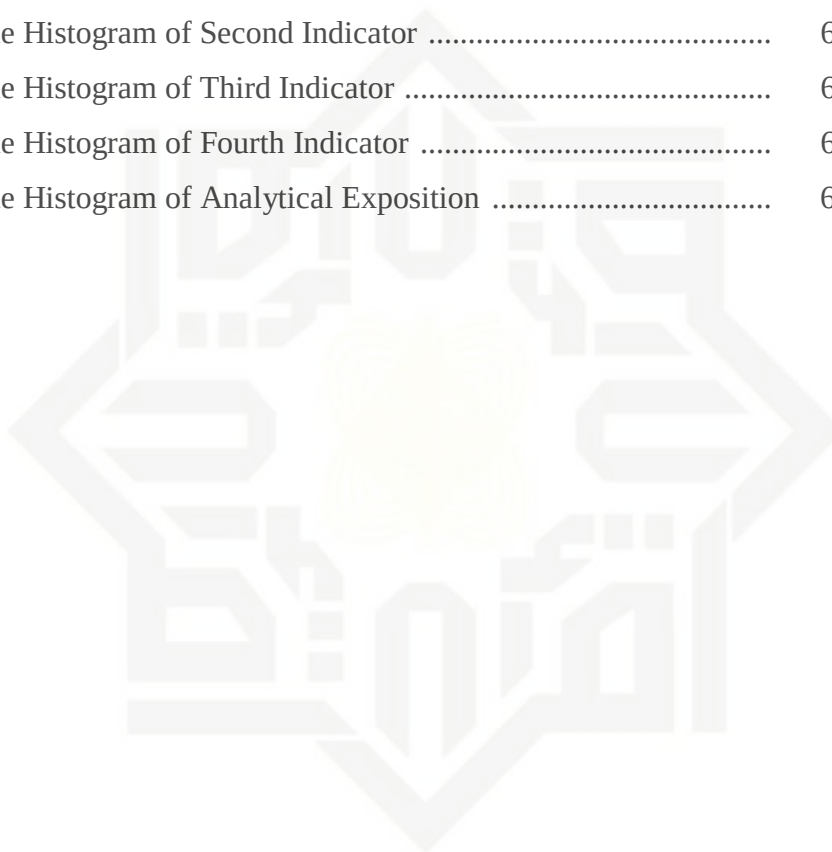 e Histogram of Second Indicator ........................................... 6
e Histogram of Third Indicator .............................................. 6
e Histogram of Fourth Indicator ............................................ 6
e Histogram of Analytical Exposition ................................... 6